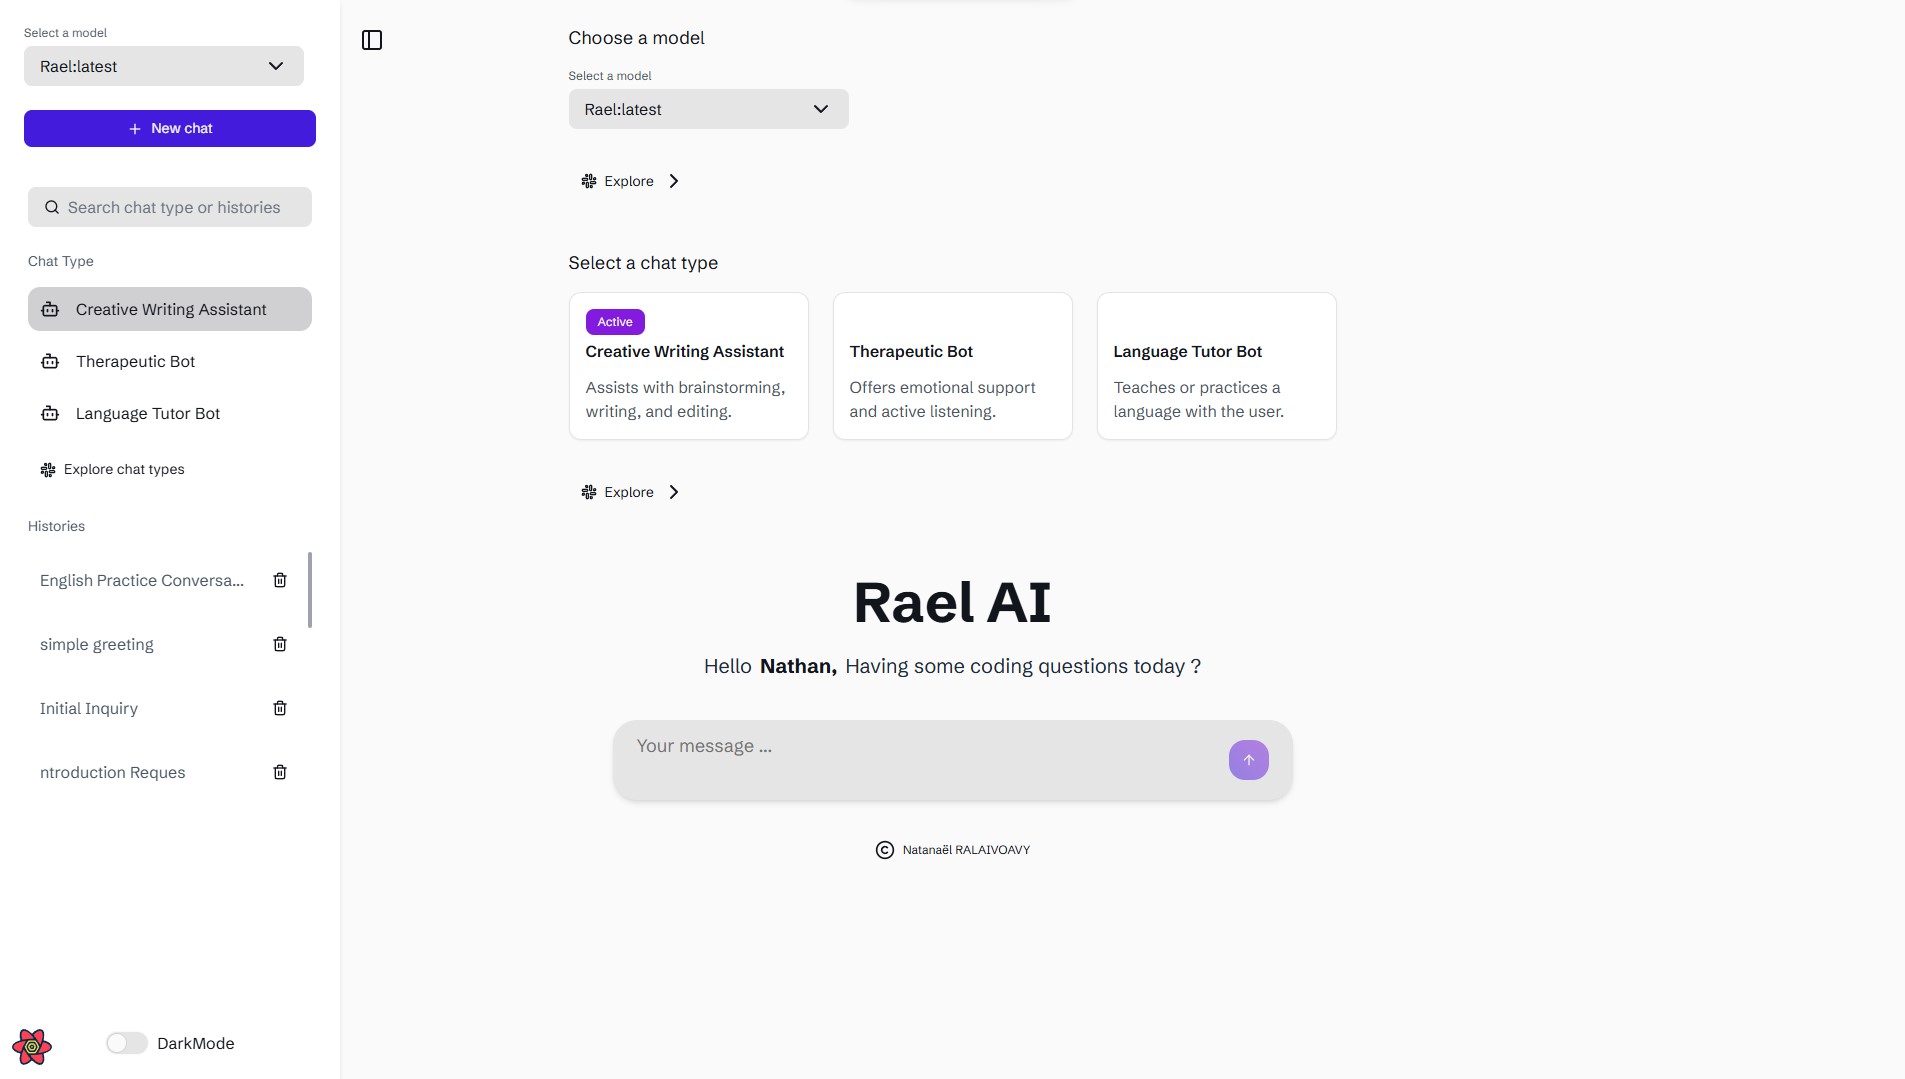 Select a model
Rael:latest
New chat
Search chat type or histories
Chat Type
Creative Writing Assistant
Therapeutic Bot
Language Tutor Bot
Explore chat types
Histories
English Practice Conversa...
simple greeting
Initial Inquiry
ntroduction Reques
DarkMode
Choose a model
Select a model
Rael:latest
Explore
Select a chat type
Active
Creative Writing Assistant
Assists with brainstorming,
writing, and editing.
Therapeutic Bot
Offers emotional support
and active listening.
Language Tutor Bot
Teaches or practices a
language with the user.
Explore
Rael AI
Hello Nathan, Having some coding questions today ?
Your message ...
© Natanaël RALAIVOAVY